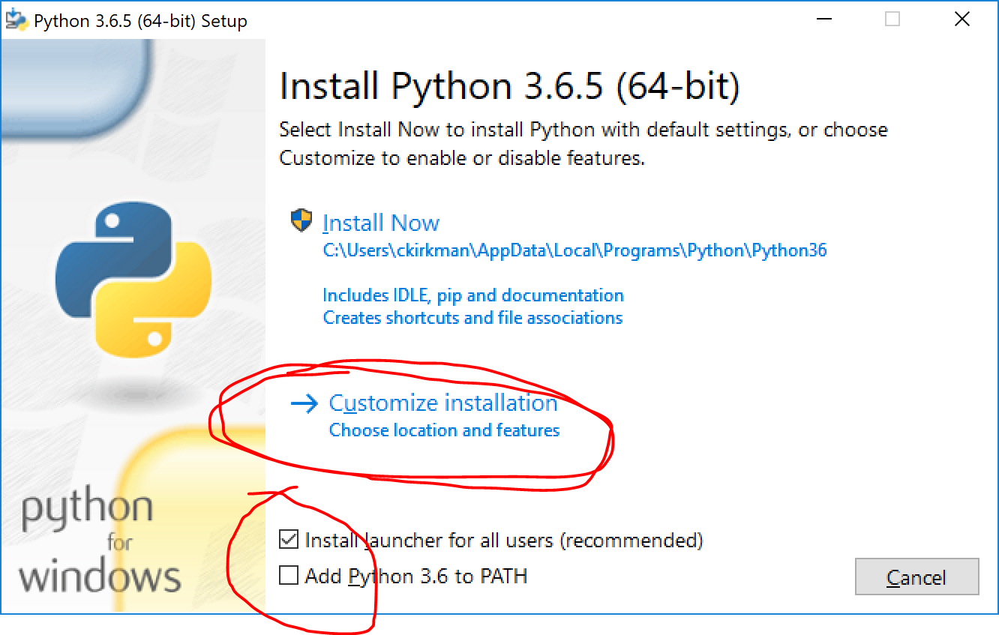 Python 3.6.5 (64-bit) Setup
Install Python 3.6.5 (64-bit)
Select Install Now to install Python with default settings, or choose
Customize to enable or disable features.
Install Now
C:\Users\ckirkman\AppData\Local\Programs\Python\Python36
Includes IDLE, pip and documentation
Creates shortcuts and file associations
Customize installation
Choose location and features
python
for
windows
Install launcher for all users (recommended)
Add Python 3.6 to PATH
Cancel